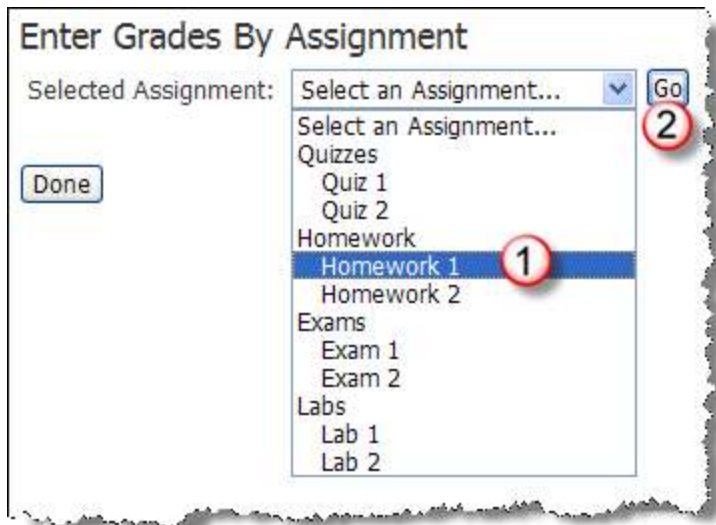 Enter Grades By Assignment
Selected Assignment: Select an Assignment... Go
2
Select an Assignment...
Quizzes
Done
Quiz 1
Quiz 2
Homework
Homework 1 1
Homework 2
Exams
Exam 1
Exam 2
Labs
Lab 1
Lab 2